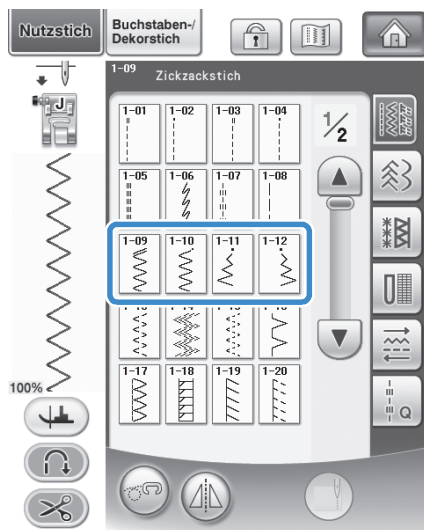 Nutzstich
Buchstaben-/
Dekorstich
1-09
Zickzackstich
J
1-01 1-02 1-03 1-04
1/2
1-05 1-06 1-07 1-08
1-09 1-10 1-11 1-12
1-17 1-18 1-19 1-20
100%
Q